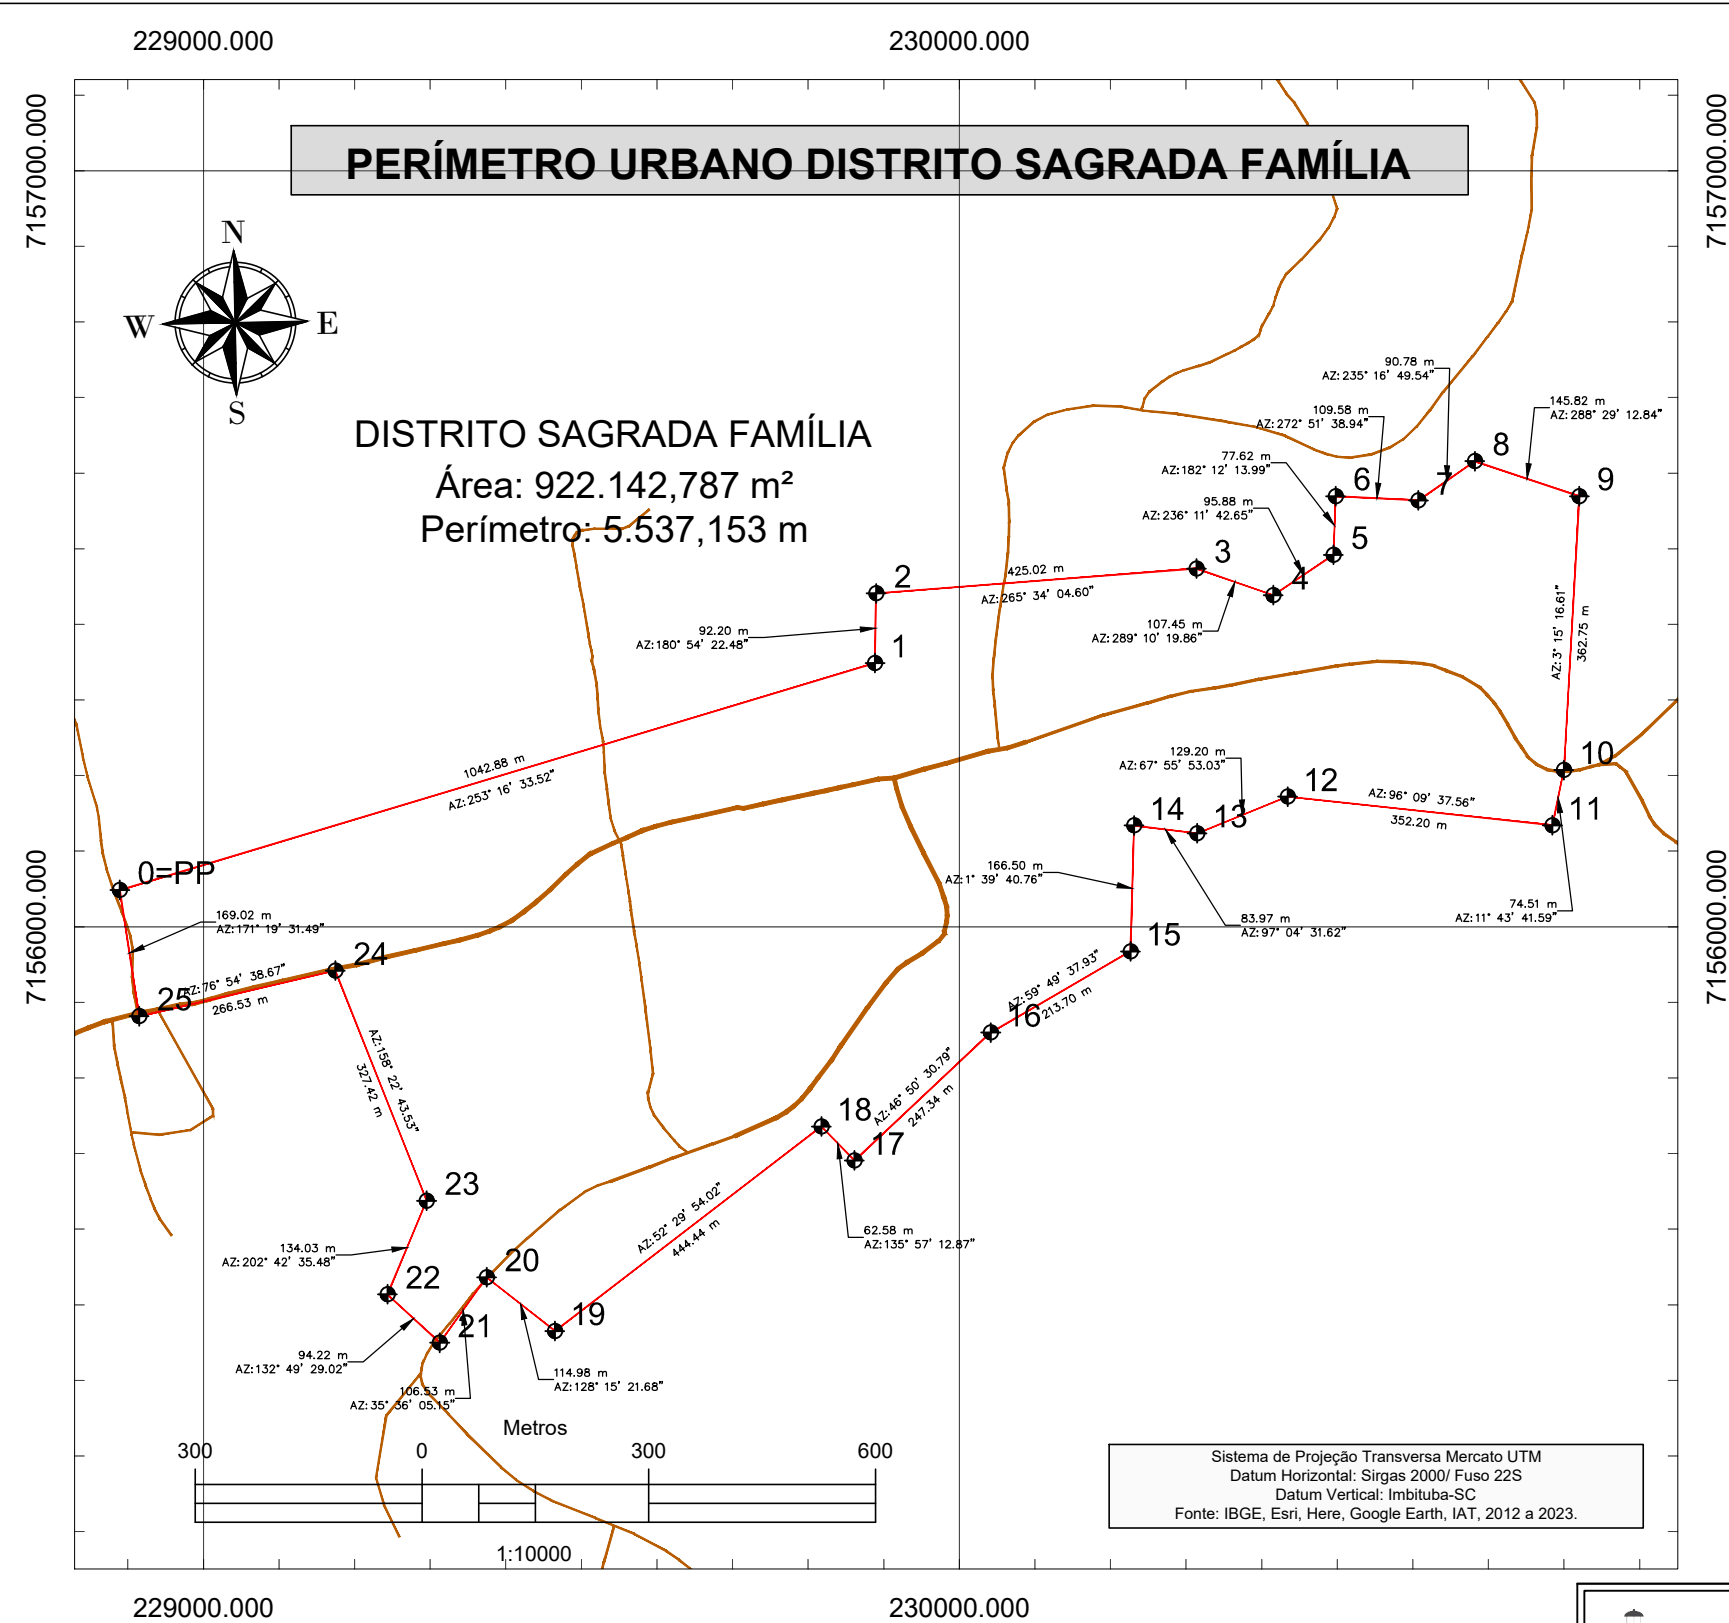 229000.000
230000.000
7157000.000
7157000.000
PERÍMETRO URBANO DISTRITO SAGRADA FAMÍLIA
N
W
E
S
DISTRITO SAGRADA FAMÍLIA
Área: 922.142,787 m²
Perímetro: 5.537,153 m
90.78 m
AZ:235° 16' 49.54"
109.58 m
AZ:272° 51' 38.94"
145.82 m
AZ:288° 29' 12.84"
77.62 m
AZ:182° 12' 13.99"
95.88 m
AZ:236° 11' 42.65"
8
6
7
9
5
3
4
2
425.02 m
AZ:265° 34' 04.60"
107.45 m
AZ:289° 10' 19.86"
92.20 m
AZ:180° 54' 22.48"
1
AZ:3° 15' 16.61"
362.75 m
1042.88 m
AZ:253° 16' 33.52"
129.20 m
AZ:67° 55' 53.03"
10
12
11
AZ:96° 09' 37.56"
352.20 m
14
13
0=PP
166.50 m
AZ:1° 39' 40.76"
74.51 m
AZ:11° 43' 41.59"
83.97 m
AZ:97° 04' 31.62"
169.02 m
AZ:171° 19' 31.49"
7156000.000
7156000.000
15
24
25
AZ:76° 54' 38.67"
266.53 m
AZ:59° 49' 37.93"
213.70 m
16
AZ:158° 22' 43.53"
327.42 m
AZ:46° 50' 30.79"
247.34 m
18
17
23
AZ:52° 29' 54.02"
444.44 m
62.58 m
AZ:135° 57' 12.87"
134.03 m
AZ:202° 42' 35.48"
22
20
21
19
94.22 m
AZ:132° 49' 29.02"
114.98 m
AZ:128° 15' 21.68"
106.53 m
AZ:35° 36' 05.15"
Metros
300
0
300
600
1:10000
Sistema de Projeção Transversa Mercato UTM
Datum Horizontal: Sirgas 2000/ Fuso 22S
Datum Vertical: Imbituba-SC
Fonte: IBGE, Esri, Here, Google Earth, IAT, 2012 a 2023.
229000.000
230000.000